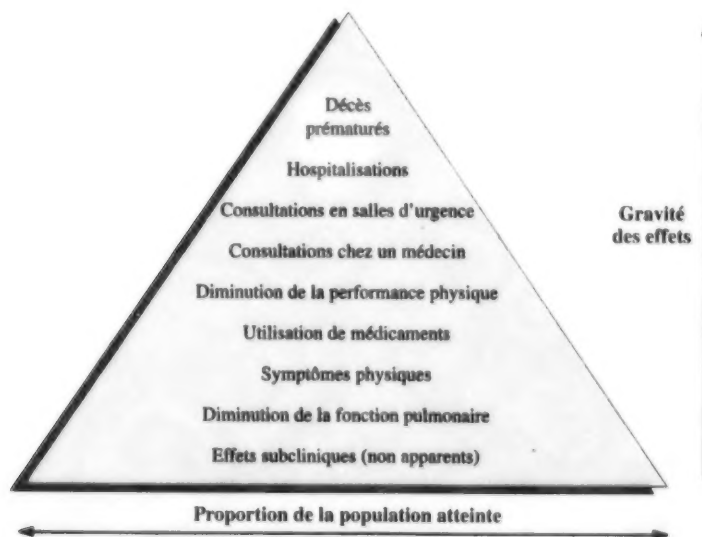 Décès
prématurés
Hospitalisations
Consultations en salles d'urgence
Consultations chez un médecin
Diminution de la performance physique
Utilisation de médicaments
Symptômes physiques
Diminution de la fonction pulmonaire
Effets subcliniques (non apparents)
Gravité
des effets
Proportion de la population atteinte